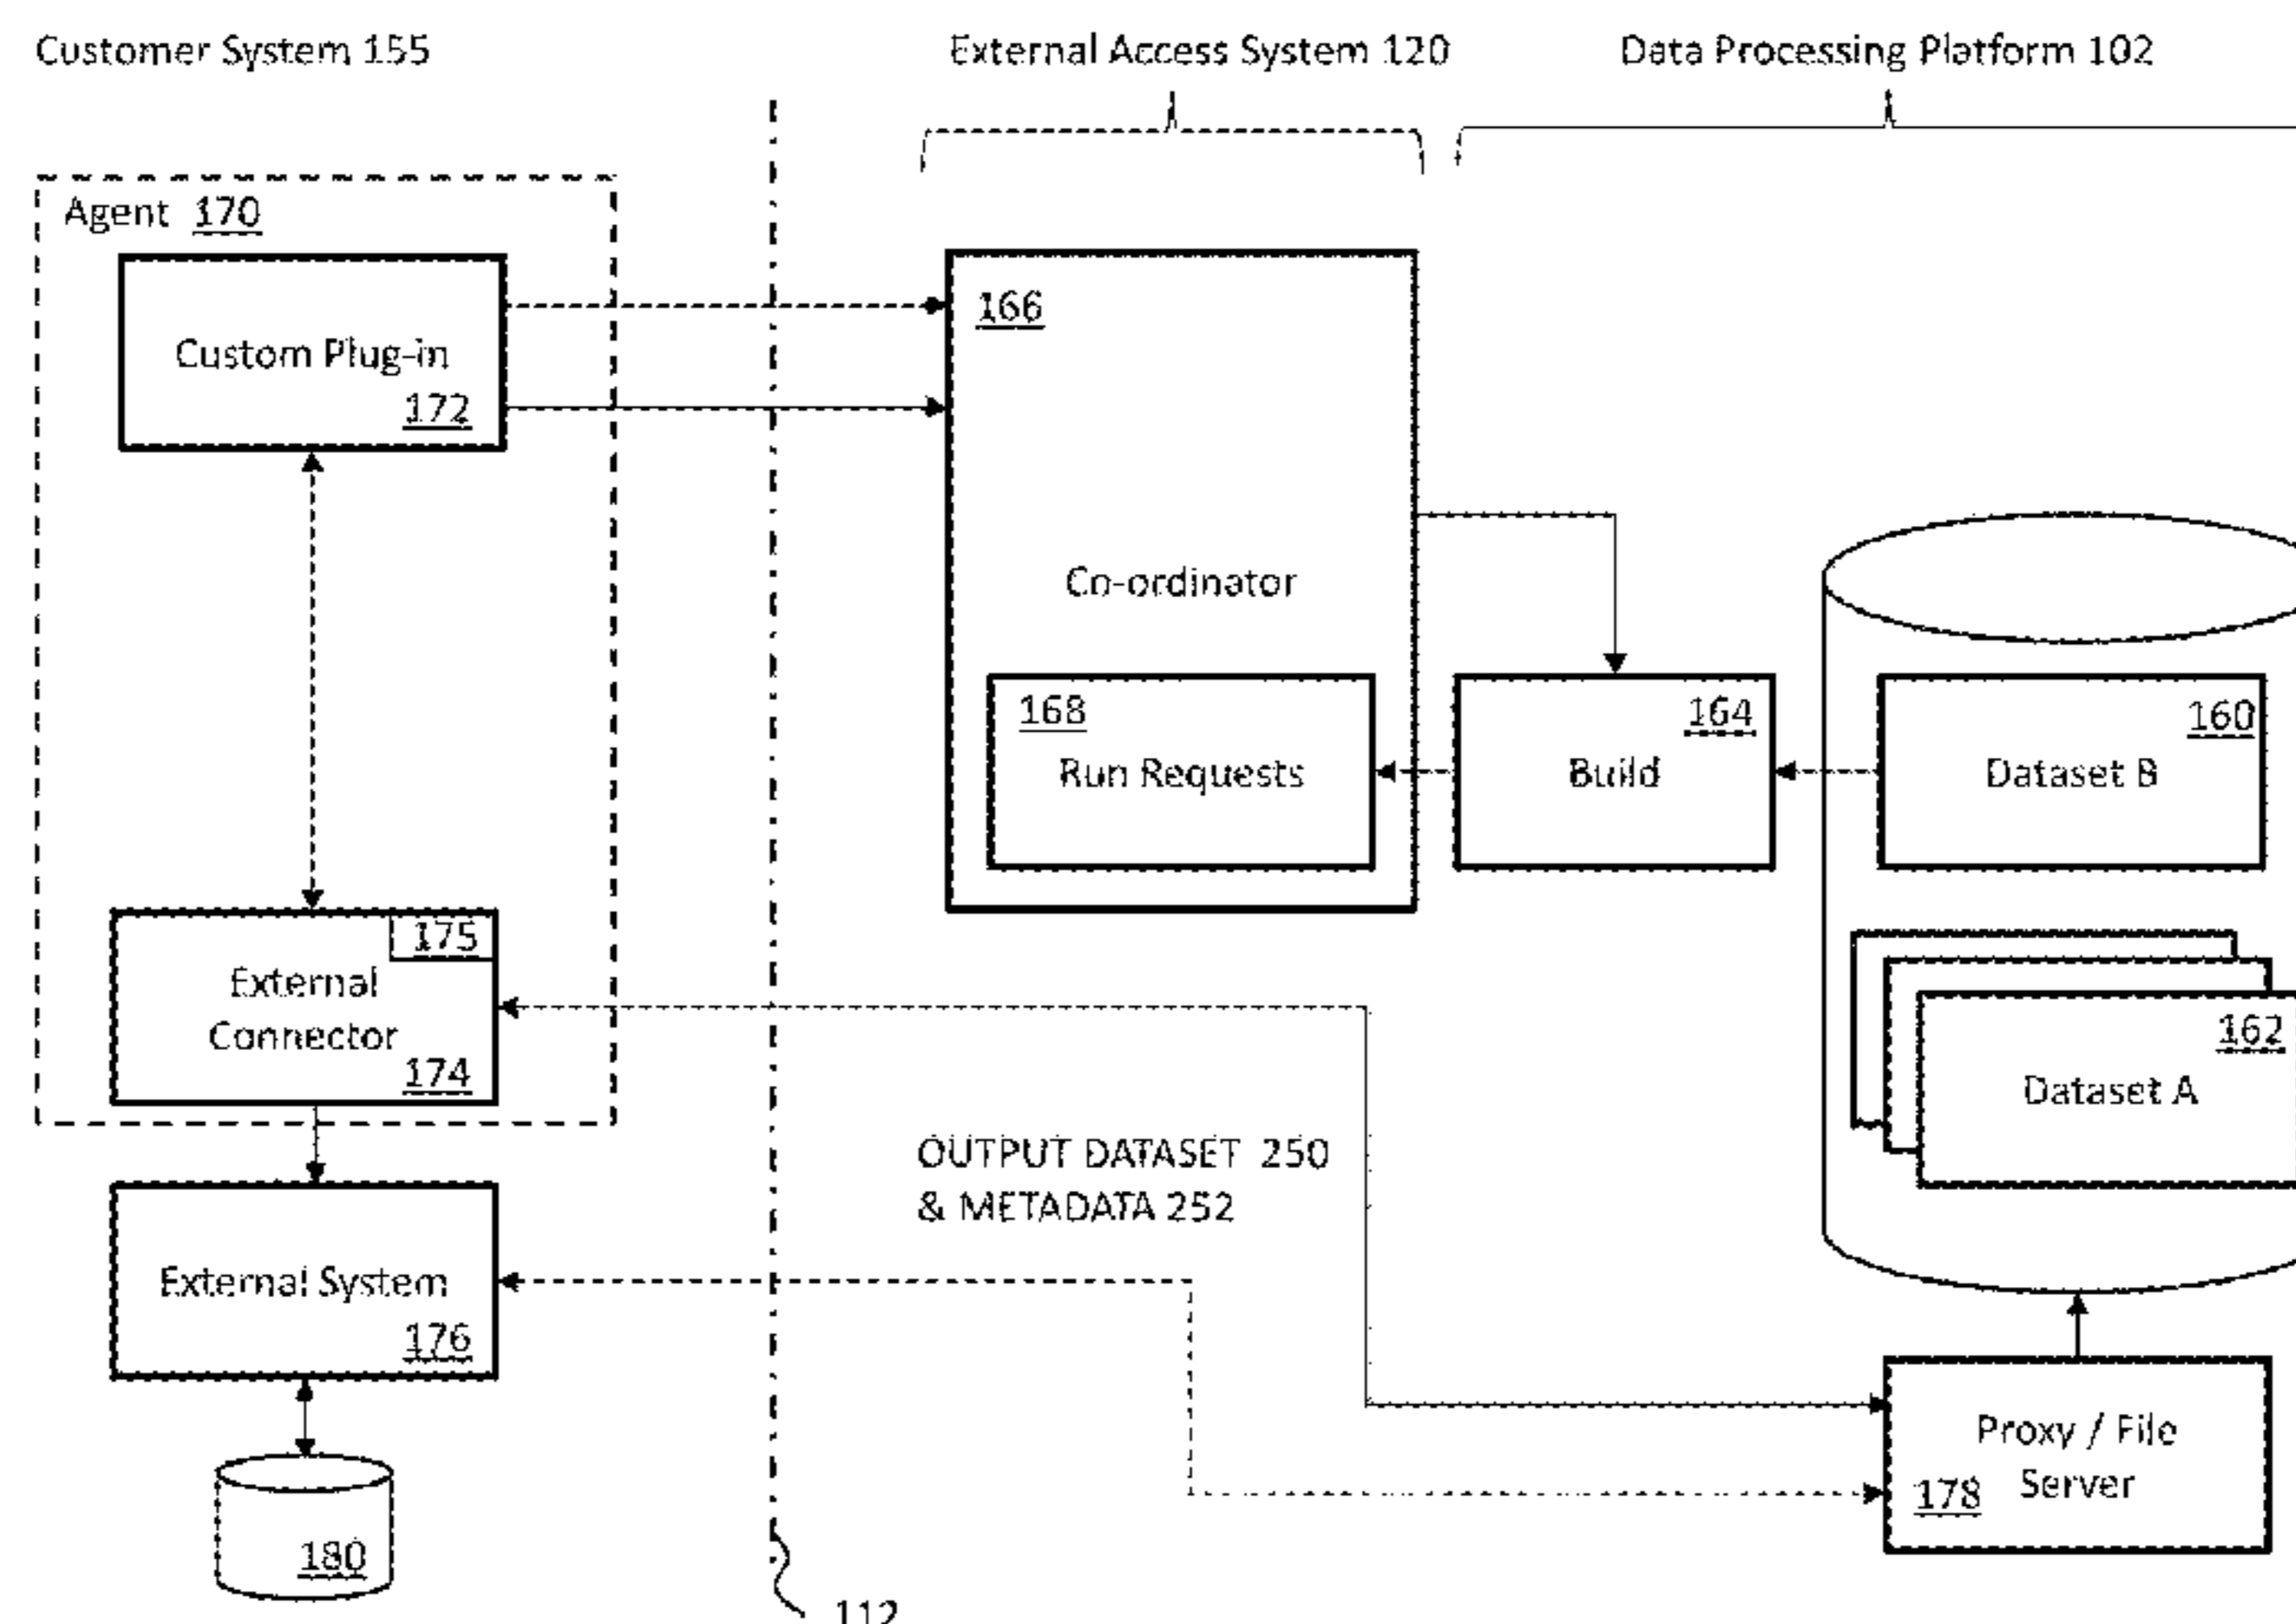 Customer System 155
External Access System 120
Data Processing Platform 102
Agent 170
Custom Plug-in
172
166
Co-ordinator
168
Run Requests
164
Build
160
Dataset B
175
External
Connector
174
162
Dataset A
OUTPUT DATASET 250
& METADATA 252
External System
176
Proxy / File
Server
178
180
112